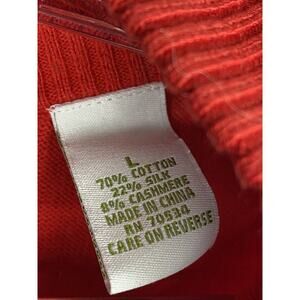 L
70% COTTON
22% SILK
8% CASHMERE
MADE IN CHINA
RN 70534
CARE ON REVERSE